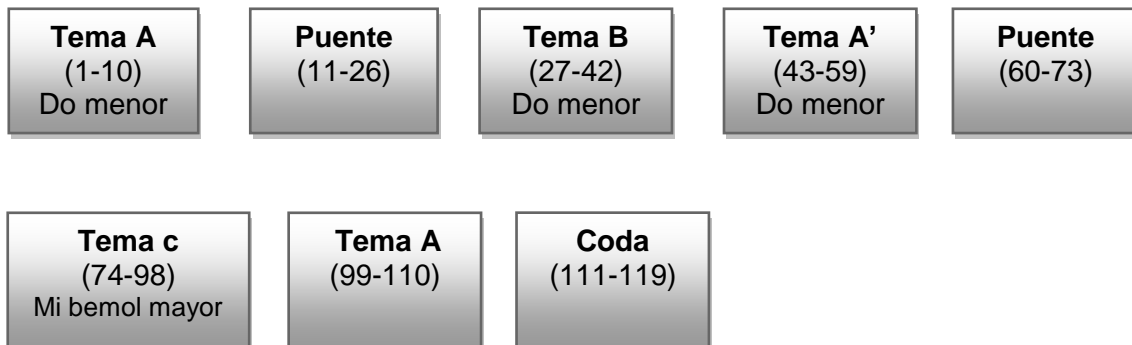 Tema A
(1-10)
Do menor
Puente
(11-26)
Tema B
(27-42)
Do menor
Tema A’
(43-59)
Do menor
Puente
(60-73)
Tema c
(74-98)
Mi bemol mayor
Tema A
(99-110)
Coda
(111-119)